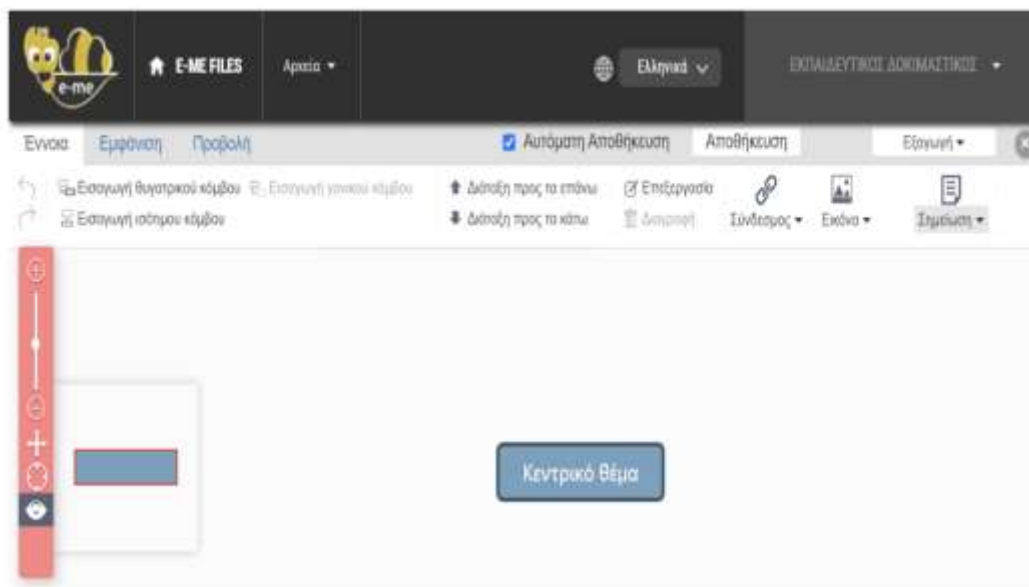 e-me
E-ME FILES
Αρχεία
Ελληνικά
ΕΚΠΑΙΔΕΥΤΙΚΟΣ ΔΟΚΙΜΑΣΤΙΚΟΣ
Έννοια Εμφάνιση Προβολή
Αυτόματη Αποθήκευση Αποθήκευση Εξαγωγή
Εισαγωγή θυγατρικού κόμβου Εισαγωγή γονικού κόμβου Διάταξη προς τα επάνω Επεξεργασία
Εισαγωγή ισότιμου κόμβου Διάταξη προς τα κάτω Διαγραφή Σύνδεσμος Εικόνα Σημείωση
Κεντρικό θέμα